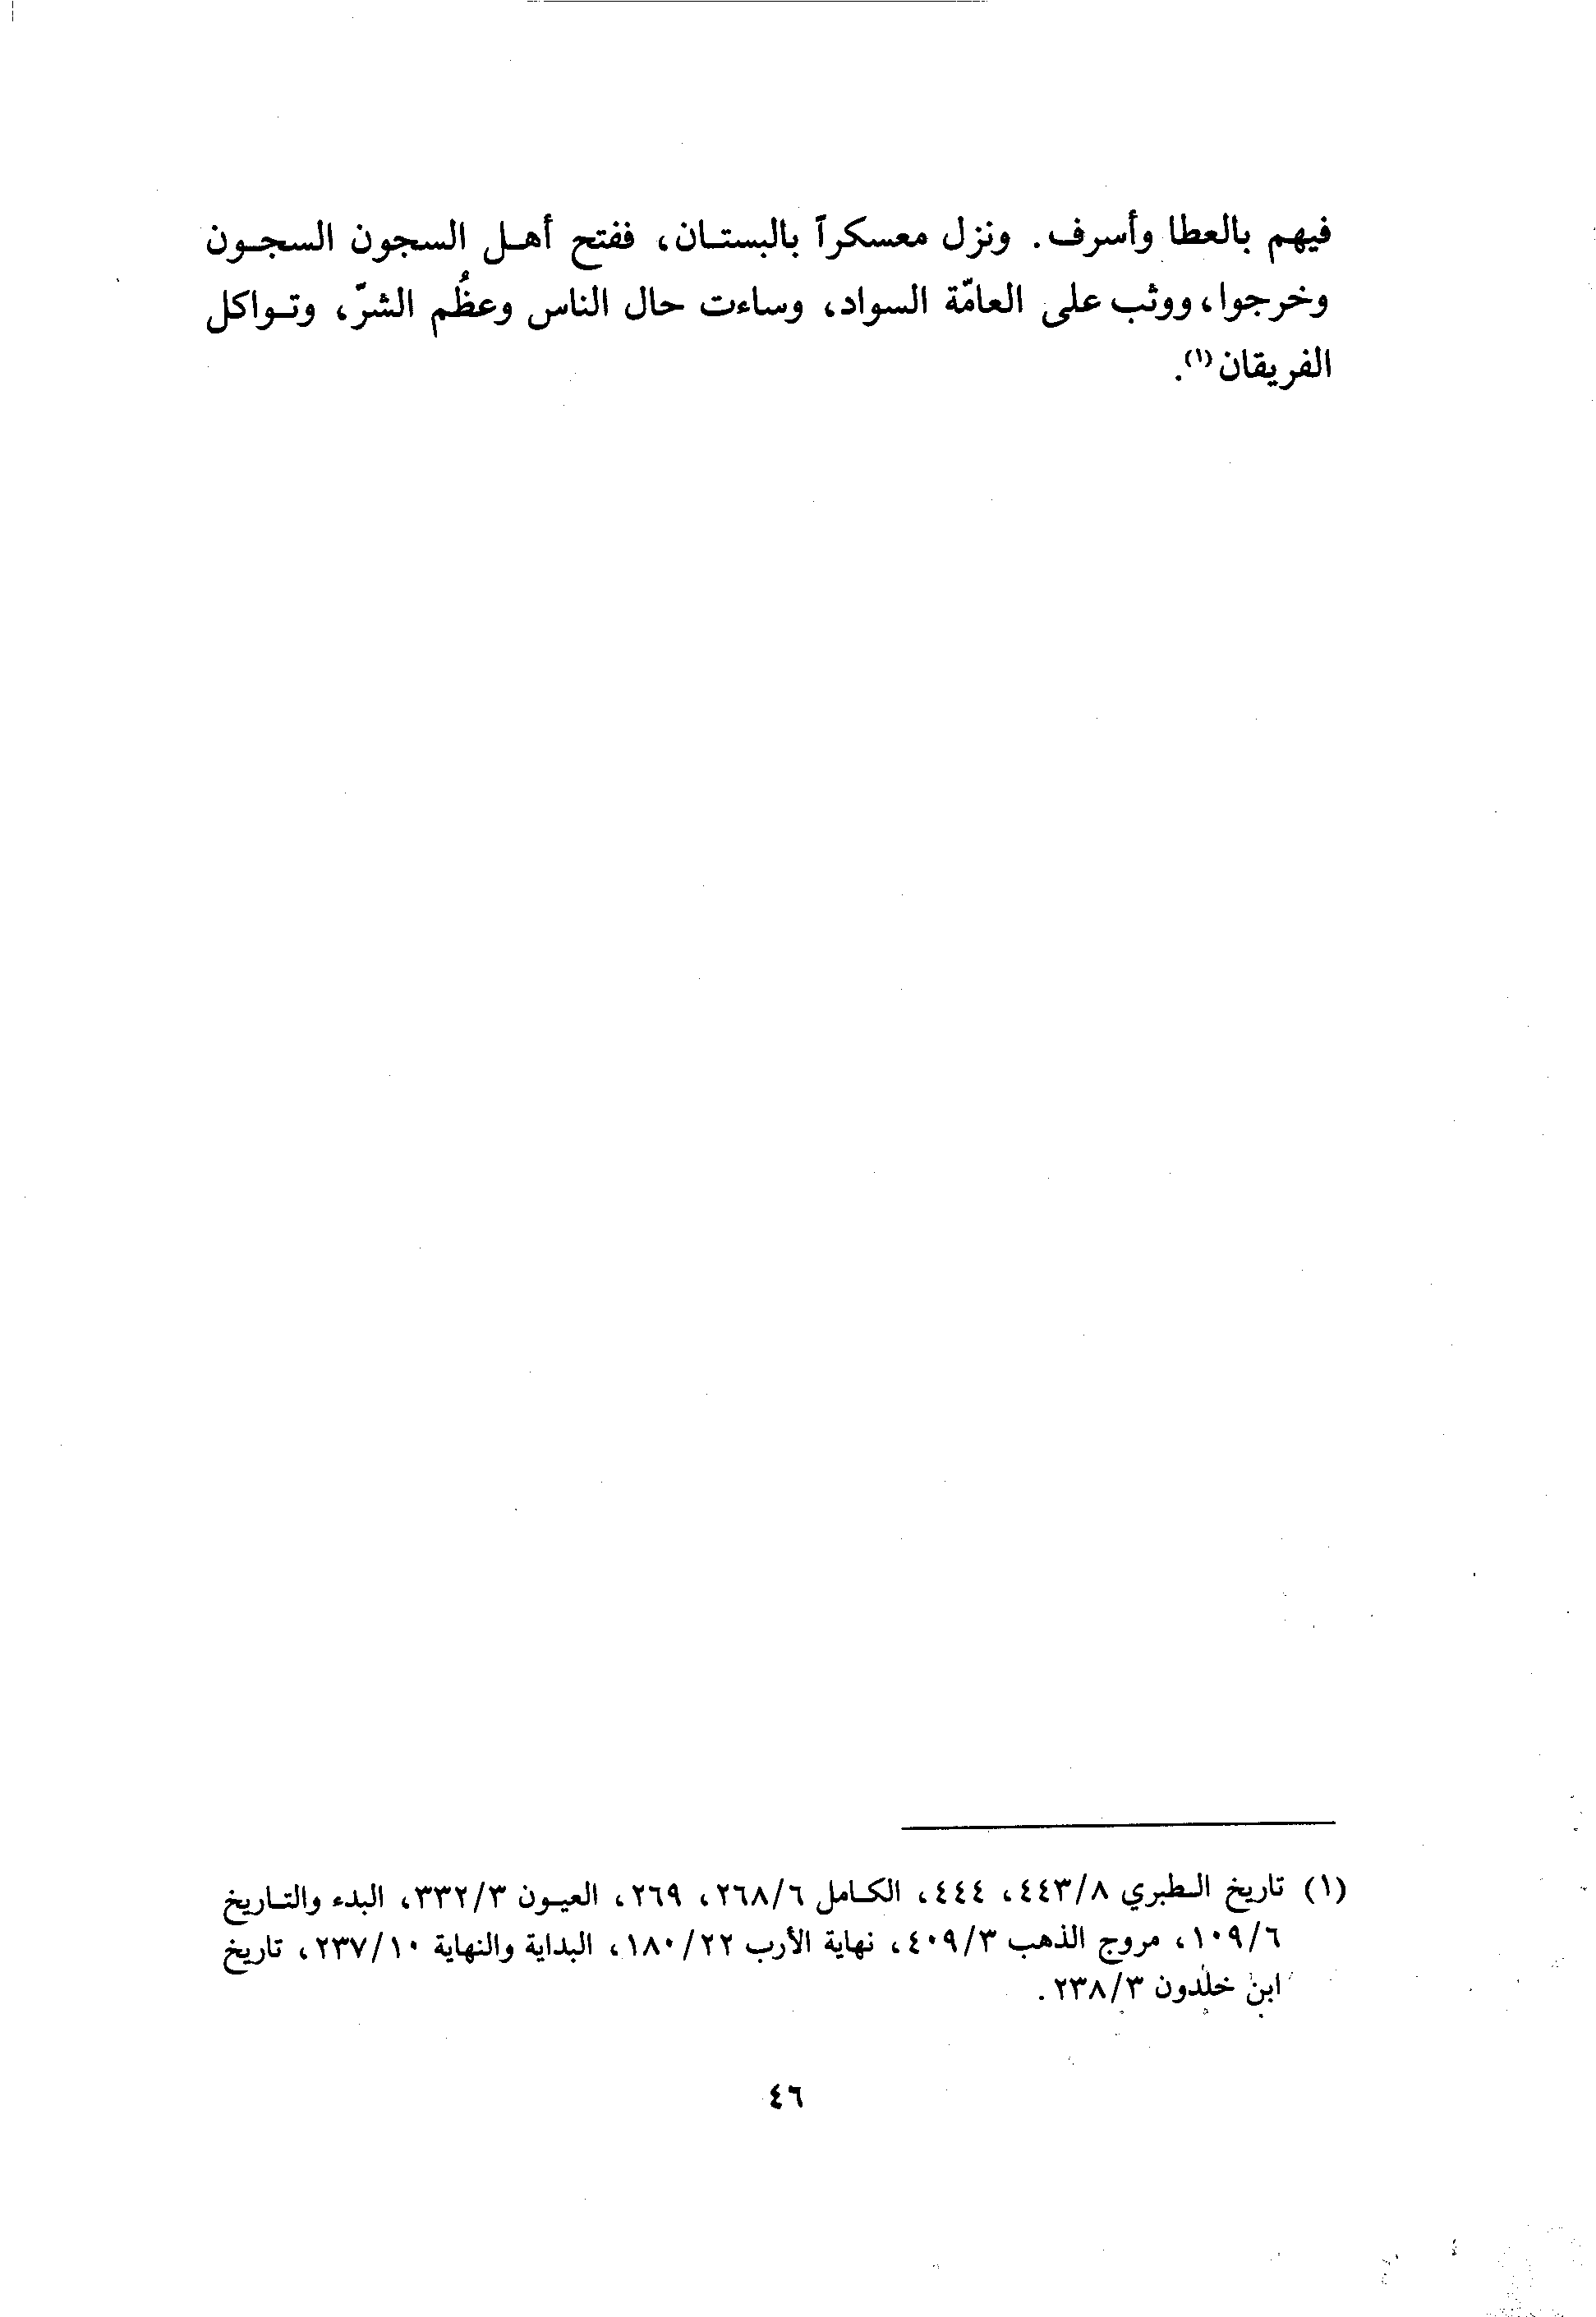 فيهم بالعطا وأسرف. ونزل معسكراً بالبستان، ففتح أهل السجون السجون
وخرجوا، ووثب على العامّة السواد، وساءت حال الناس وعظُم الشرّ، وتواكل
الفريقان(١).
(١) تاريخ الطبري ٤٤٣/٨، ٤٤٤، الكامل ٢٦٨/٦، ٢٦٩، العيون ٣٣٢/٣، البدء والتاريخ
١٠٩/٦، مروج الذهب ٤٠٩/٣، نهاية الأرب ١٨٠/٢٢، البداية والنهاية ٢٣٧/١٠، تاريخ
ابن خلدون ٢٣٨/٣.
٤٦